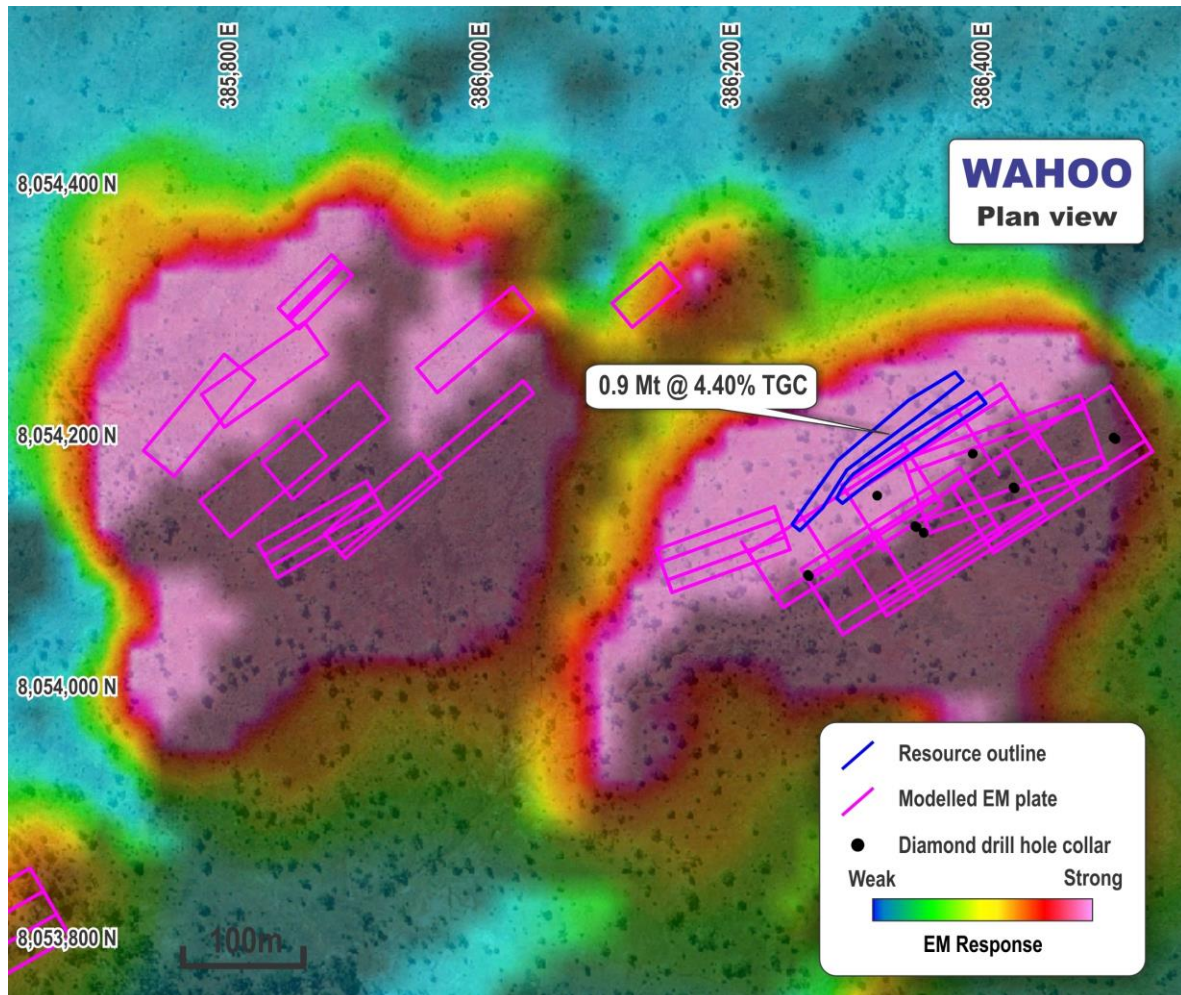 385,800 E
386,000 E
386,200 E
386,400 E
WAHOO
Plan view
8,054,400 N
0.9 Mt @ 4.40% TGC
8,054,200 N
8,054,000 N
Resource outline
Modelled EM plate
Diamond drill hole collar
Weak Strong
EM Response
8,053,800 N
100m